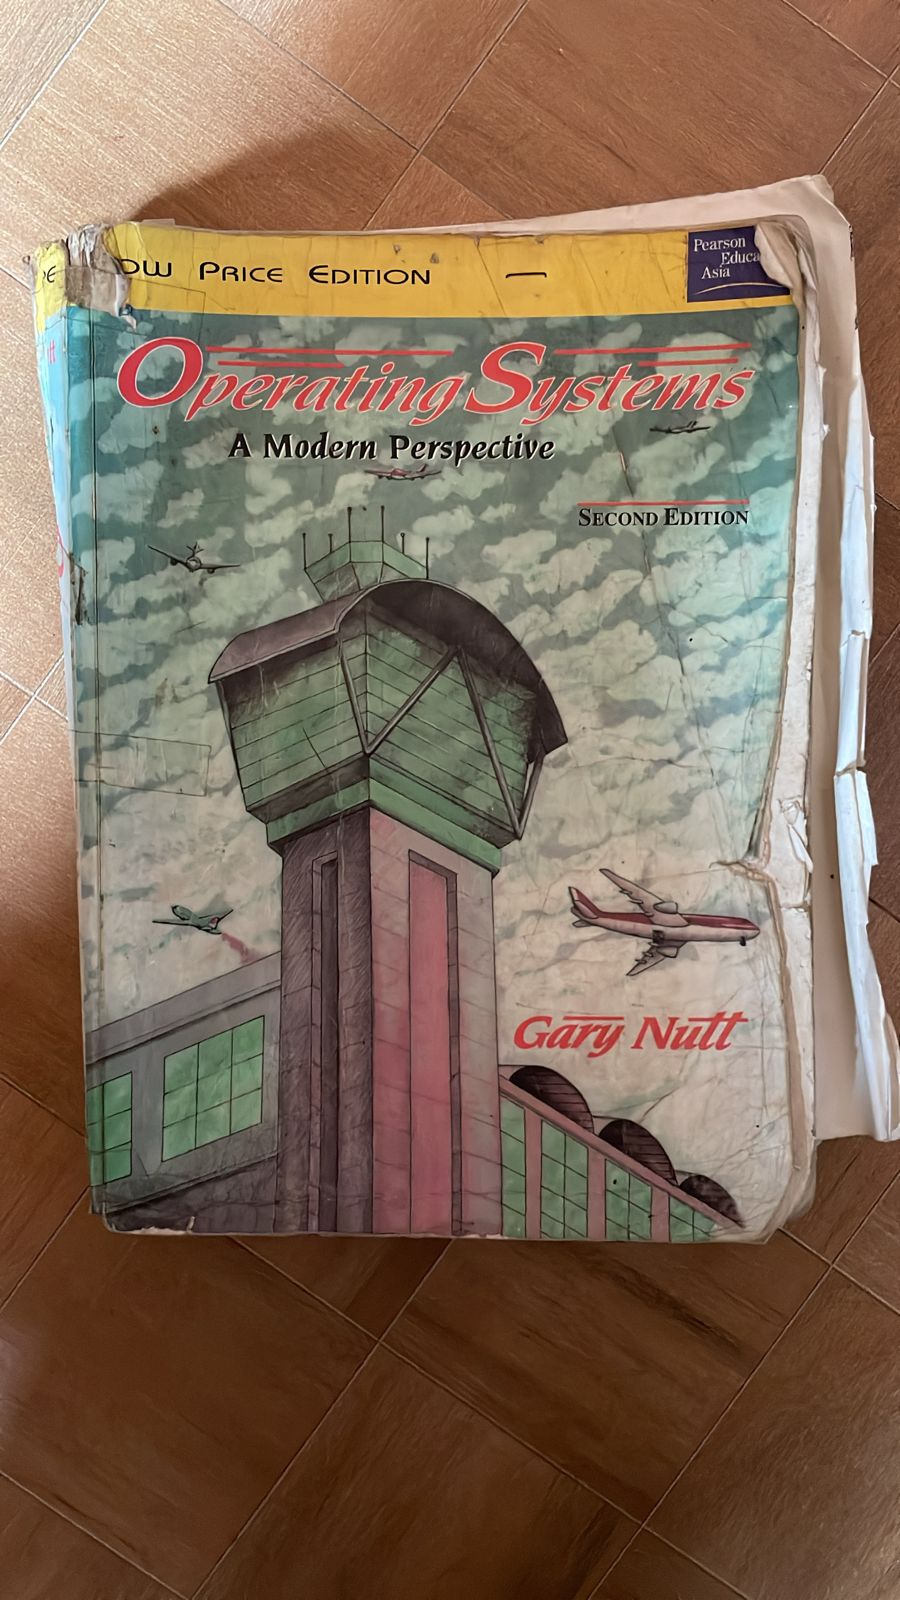 OW PRICE EDITION
Pearson
Educa
Asia
Operating Systems
A Modern Perspective
SECOND EDITION
Gary Nutt